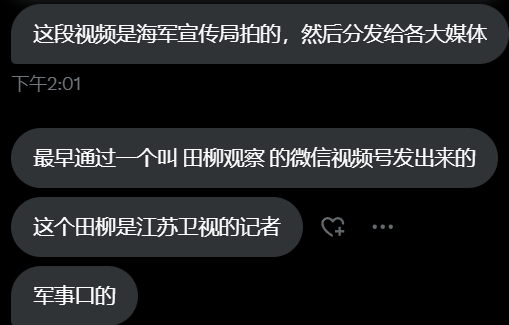 这段视频是海军宣传局拍的，然后分发给各大媒体
下午2:01
最早通过一个叫 田柳观察 的微信视频号发出来的
这个田柳是江苏卫视的记者
军事口的